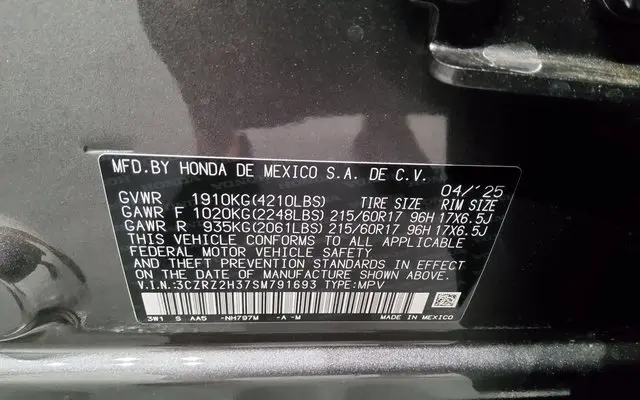 MFD.BY HONDA DE MEXICO S.A. DE C.V.
04/'25
GVWR 1910KG(4210LBS) TIRE SIZE RIM SIZE
GAWR F 1020KG(2248LBS) 215/60R17 96H 17X6.5J
GAWR R 935KG(2061LBS) 215/60R17 96H 17X6.5J
THIS VEHICLE CONFORMS TO ALL APPLICABLE
FEDERAL MOTOR VEHICLE SAFETY
AND THEFT PREVENTION STANDARDS IN EFFECT
ON THE DATE OF MANUFACTURE SHOWN ABOVE.
V.I.N.:3CZRZ2H37SM791693 TYPE:MPV
3W1 S AA5 -NH797M -A-M MADE IN MEXICO